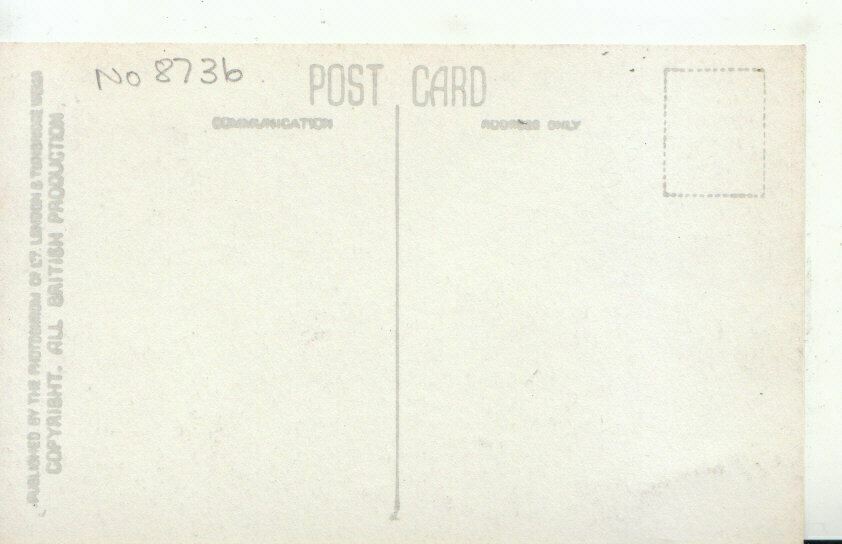 No 8736
POST CARD
COMMUNICATION
ADDRESS ONLY
PUBLISHED BY THE PHOTOCHROM CO. LTD. LONDON & TUNBRIDGE WELLS
COPYRIGHT. ALL BRITISH PRODUCTION